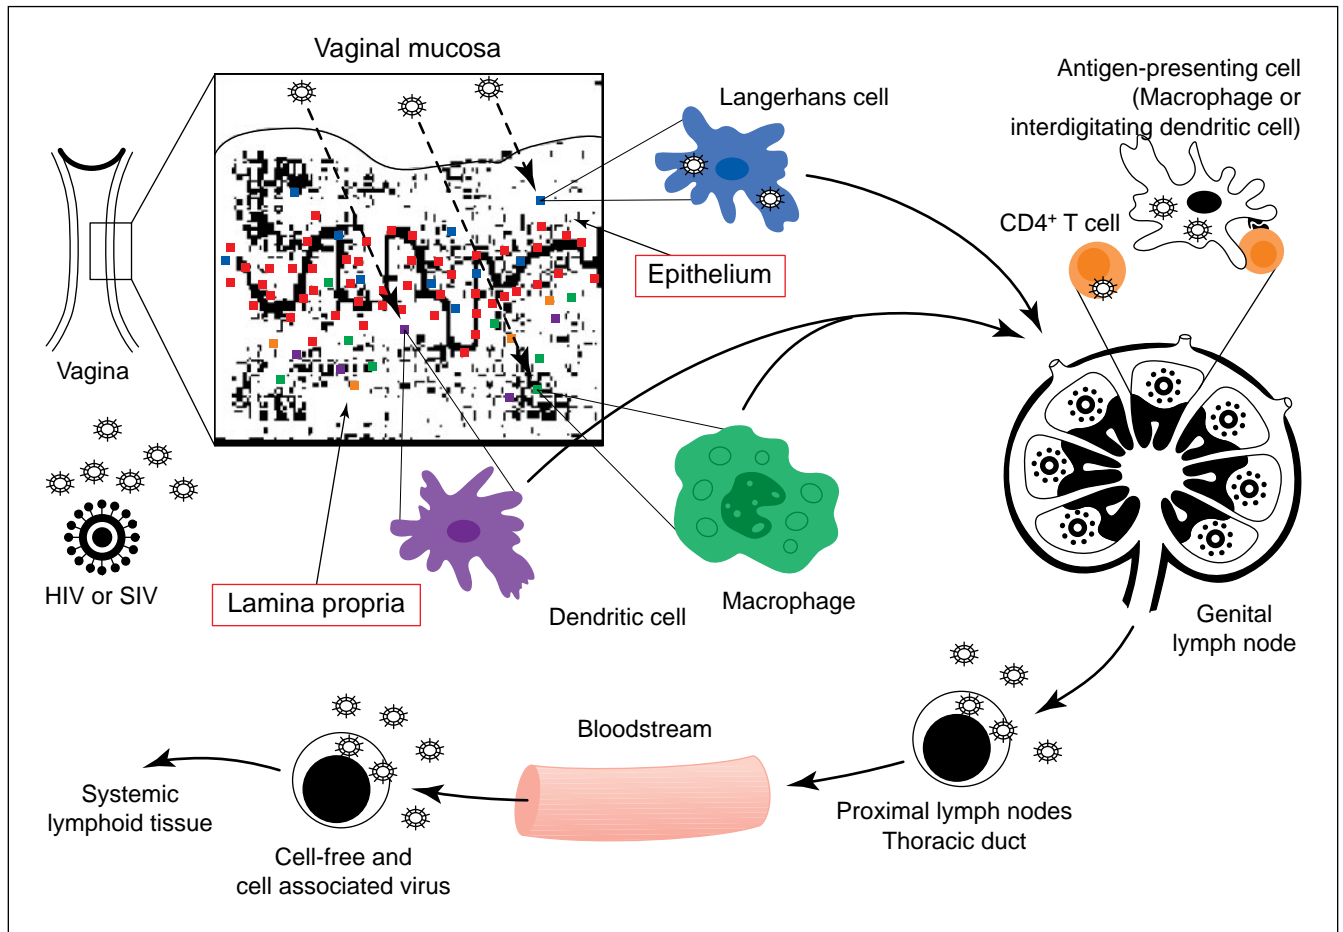 Vaginal mucosa
Langerhans cell
Antigen-presenting cell
(Macrophage or
interdigitating dendritic cell)
CD4⁺ T cell
Epithelium
Vagina
HIV or SIV
Lamina propria
Dendritic cell
Macrophage
Genital
lymph node
Bloodstream
Proximal lymph nodes
Thoracic duct
Systemic
lymphoid tissue
Cell-free and
cell associated virus